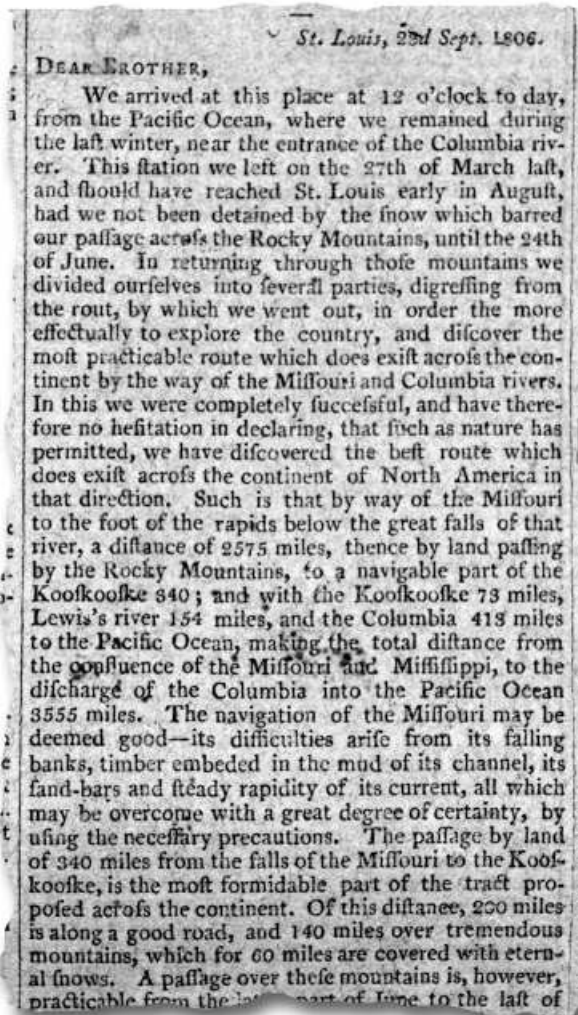 St. Louis, 23d Sept. 1806.
DEAR BROTHER,
We arrived at this place at 12 o'clock to day,
from the Pacific Ocean, where we remained during
the laſt winter, near the entrance of the Columbia riv-
er. This ſtation we left on the 27th of March laſt,
and ſhould have reached St. Louis early in Auguſt,
had we not been detained by the ſnow which barred
our paſſage acroſs the Rocky Mountains, until the 24th
of June. In returning through thoſe mountains we
divided ourſelves into ſeveral parties, digreſſing from
the rout, by which we went out, in order the more
effectually to explore the country, and diſcover the
moſt practicable route which does exiſt acroſs the con-
tinent by the way of the Miſſouri and Columbia rivers.
In this we were completely ſucceſsful, and have there-
fore no heſitation in declaring, that ſuch as nature has
permitted, we have diſcovered the beſt route which
does exiſt acroſs the continent of North America in
that direction. Such is that by way of the Miſſouri
to the foot of the rapids below the great falls of that
river, a diſtance of 2575 miles, thence by land paſſing
by the Rocky Mountains, to a navigable part of the
Kooſkooſke 340; and with the Kooſkooſke 73 miles,
Lewis's river 154 miles, and the Columbia 413 miles
to the Pacific Ocean, making the total diſtance from
the confluence of the Miſſouri and Miſſiſſippi, to the
diſcharge of the Columbia into the Pacific Ocean
3555 miles. The navigation of the Miſſouri may be
deemed good—its difficulties ariſe from its falling
banks, timber embeded in the mud of its channel, its
ſand-bars and ſteady rapidity of its current, all which
may be overcome with a great degree of certainty, by
uſing the neceſſary precautions. The paſſage by land
of 340 miles from the falls of the Miſſouri to the Kooſ-
kooſke, is the moſt formidable part of the tract pro-
poſed acroſs the continent. Of this diſtance, 200 miles
is along a good road, and 140 miles over tremendous
mountains, which for 60 miles are covered with etern-
al ſnows. A paſſage over theſe mountains is, however,
practicable from the part of June to the laſt of